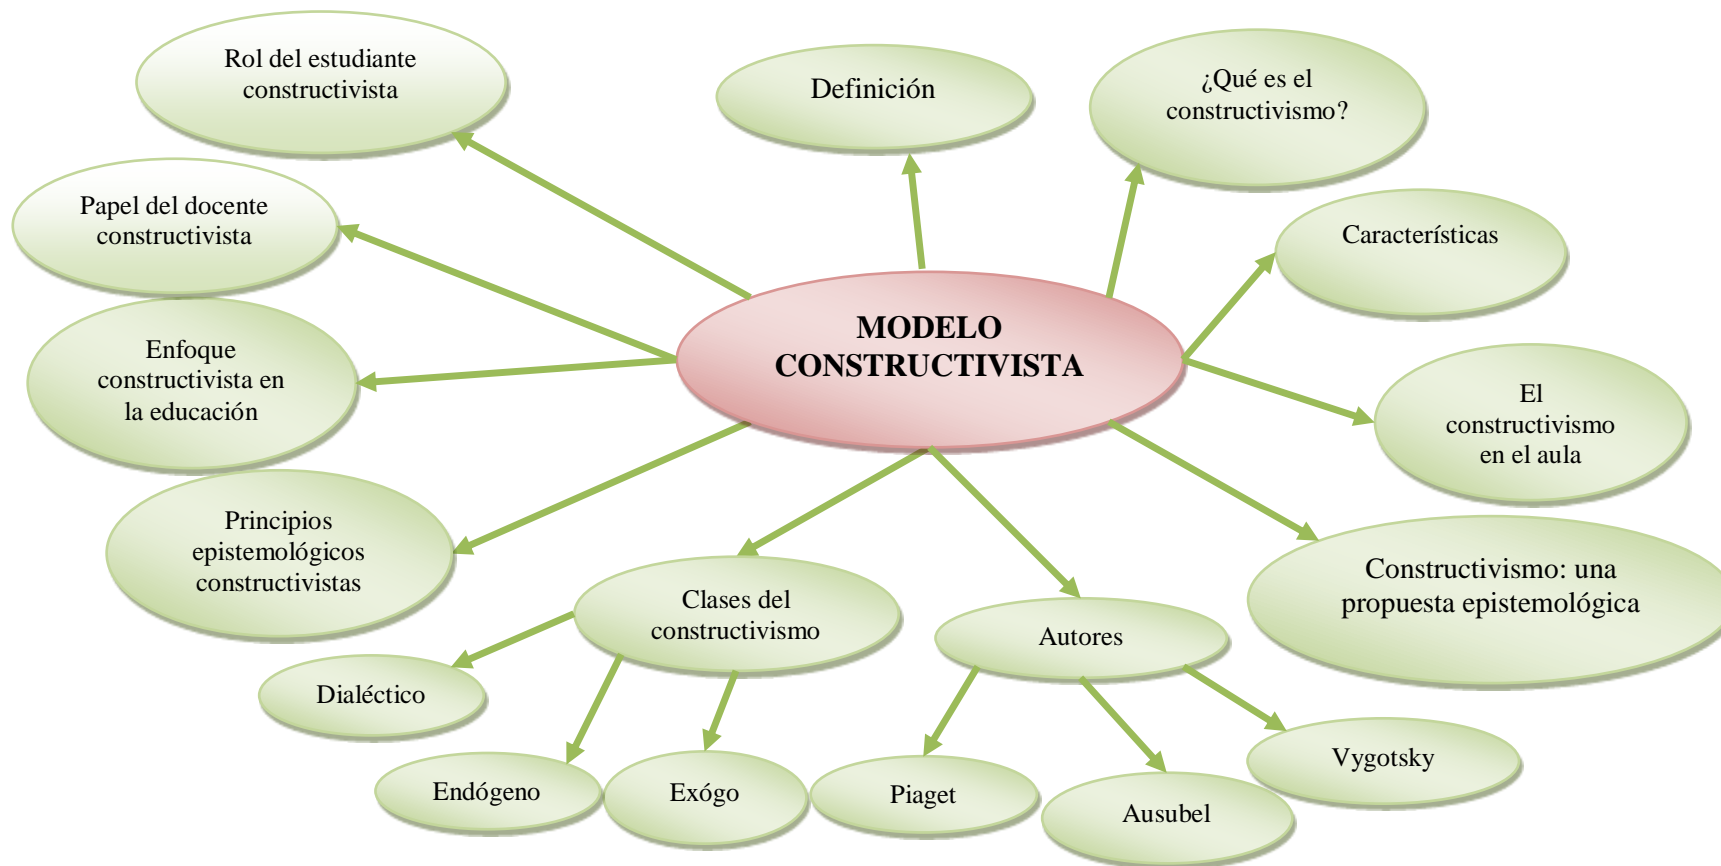 Rol del estudiante
constructivista
Definición
¿Qué es el
constructivismo?
Papel del docente
constructivista
Características
MODELO
CONSTRUCTIVISTA
Enfoque
constructivista en
la educación
El
constructivismo
en el aula
Principios
epistemológicos
constructivistas
Clases del
constructivismo
Autores
Constructivismo: una
propuesta epistemológica
Dialéctico
Endógeno
Exógo
Piaget
Ausubel
Vygotsky